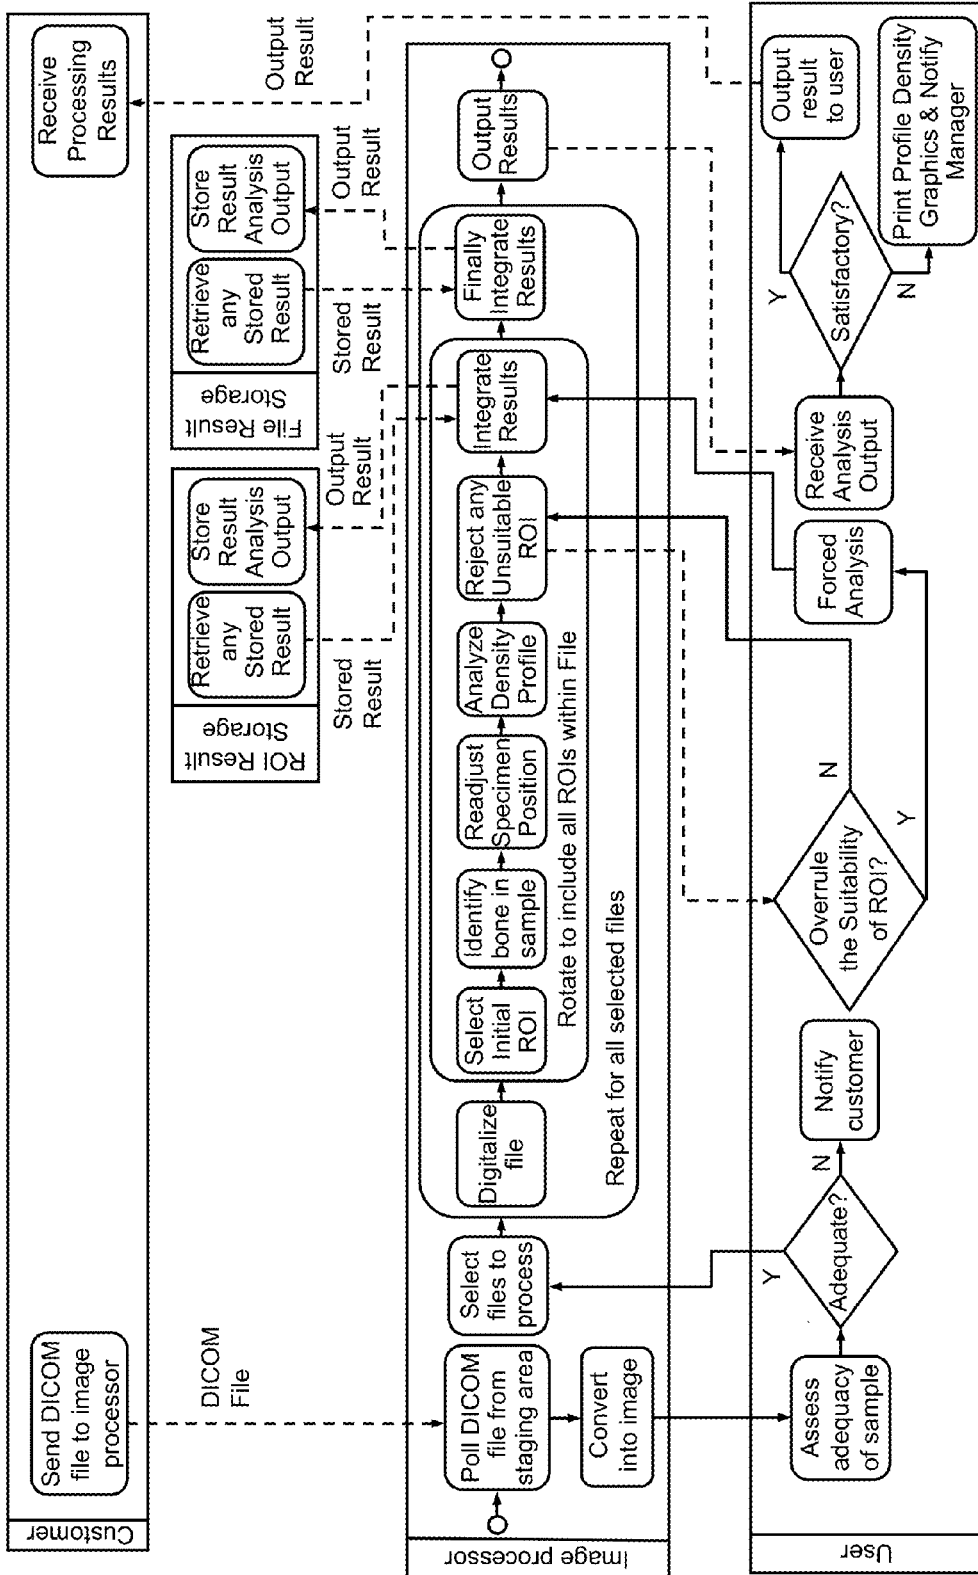 Customer
Send DICOM
file to image
processor
Receive
Processing
Results
DICOM
File
ROI Result
Storage
Retrieve
any
Stored Result
Store
Result
Analysis
Output
File Result
Storage
Retrieve
any
Stored Result
Store
Result
Analysis
Output
Stored
Result
Output
Result
Stored
Result
Output
Result
Output
Result
Image processor
Poll DICOM
file from
staging area
Convert
into image
Select
files to
process
Digitalize
file
Select
Initial
ROI
Identify
bone in
sample
Readjust
Specimen
Position
Analyze
Density
Profile
Reject any
Unsuitable
ROI
Integrate
Results
Finally
Integrate
Results
Output
Results
Rotate to include all ROIs within File
Repeat for all selected files
User
Assess
adequacy
of sample
Adequate?
Y
N
Notify
customer
Overrule
the Suitability
of ROI?
N
Y
Forced
Analysis
Receive
Analysis
Output
Satisfactory?
Y
N
Output
result
to user
Print Profile Density
Graphics & Notify
Manager